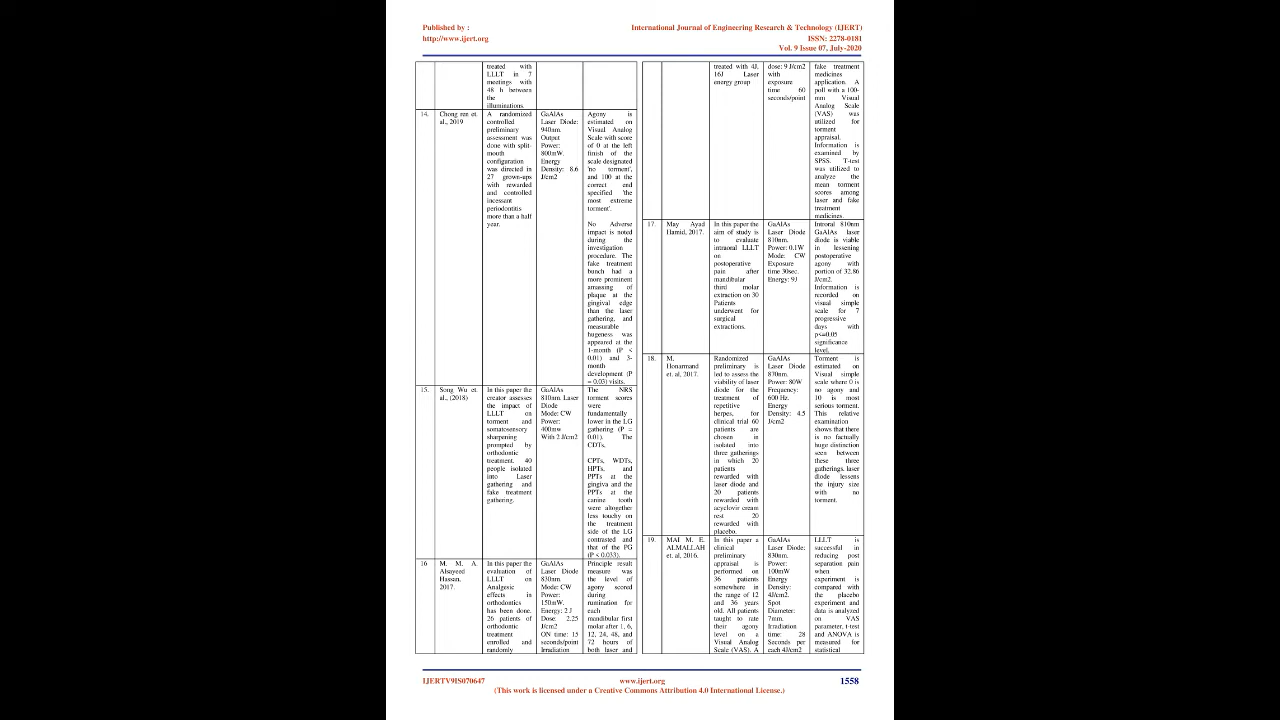 Published by :
International Journal of Engineering Research & Technology (IJERT)
http://www.ijert.org
ISSN: 2278-0181
Vol. 9 Issue 07, July-2020
treated with
LLLT in 7
meetings with
48 h between
the
illuminations.
14.
Chong ren et.
al., 2019
A randomized
controlled
preliminary
assessment was
done with split-
mouth
configuration
was directed in
27 grown-ups
with rewarded
and controlled
incessant
periodontitis
more than a half
year.
GaAlAs
Laser Diode:
940nm.
Output
Power:
800mW.
Energy
Density: 8.6
J/cm2
Agony is
estimated on
Visual Analog
Scale with score
of 0 at the left
finish of the
scale designated
'no torment',
and 100 at the
correct end
specified 'the
most extreme
torment'.
No Adverse
impact is noted
during the
investigation
procedure. The
fake treatment
bunch had a
more prominent
amassing of
plaque at the
gingival edge
than the laser
gathering, and
measurable
hugeness was
appeared at the
1-month (P <
0.01) and 3-
month
development (P
= 0.03) visits.
15.
Song Wu et.
al., (2018)
In this paper the
creator assesses
the impact of
LLLT on
torment and
somatosensory
sharpening
prompted by
orthodontic
treatment. 40
people isolated
into Laser
gathering and
fake treatment
gathering.
GaAlAs
810nm. Laser
Diode
Mode: CW
Power:
400mw
With 2 J/cm2
The NRS
torment scores
were
fundamentally
lower in the LG
gathering (P =
0.01). The
CDTs,
CPTs, WDTs,
HPTs, and
PPTs at the
gingiva and the
PPTs at the
canine tooth
were altogether
less touchy on
the treatment
side of the LG
contrasted and
that of the PG
(P < 0.033).
16
M. M. A.
Alsayeed
Hassan,
2017.
In this paper the
evaluation of
LLLT on
Analgesic
effects in
orthodontics
has been done.
26 patients of
orthodontic
treatment
enrolled and
randomly
GaAlAs
Laser Diode
830nm.
Mode: CW
Power:
150mW.
Energy: 2 J
Dose: 2.25
J/cm2
ON time: 15
seconds/point
Irradiation
Principle result
measure was
the level of
agony scored
during
rumination for
each
mandibular first
molar after 1, 6,
12, 24, 48, and
72 hours of
both laser and
treated with 4J,
16J Laser
energy group
dose: 9 J/cm2
with
exposure
time 60
seconds/point
fake treatment
medicines
application. A
poll with a 100-
mm Visual
Analog Scale
(VAS) was
utilized for
torment
appraisal.
Information is
examined by
SPSS. T-test
was utilized to
analyze the
mean torment
scores among
laser and fake
treatment
medicines.
17.
May Ayad
Hamid, 2017.
In this paper the
aim of study is
to evaluate
intraoral LLLT
on
postoperative
pain after
mandibular
third molar
extraction on 30
Patients
underwent for
surgical
extractions.
GaAlAs
Laser Diode
810nm.
Power: 0.1W
Mode: CW
Exposure
time 30sec.
Energy: 9J
Introral 810nm
GaAlAs laser
diode is viable
in lessening
postoperative
agony with
portion of 32.86
J/cm2.
Information is
recorded on
visual simple
scale for 7
progressive
days with
p<=0.05
significance
level.
18.
M.
Honarmand
et. al, 2017.
Randomized
preliminary is
led to assess the
viability of laser
diode for the
treatment of
repetitive
herpes, for
clinical trial 60
patients are
chosen in
isolated into
three gatherings
in which 20
patients
rewarded with
laser diode and
20 patients
rewarded with
acyclovir cream
rest 20
rewarded with
placebo.
GaAlAs
Laser Diode
870nm.
Power: 80W
Frequency:
600 Hz.
Energy
Density: 4.5
J/cm2
Torment is
estimated on
Visual simple
scale where 0 is
no agony and
10 is most
serious torment.
This relative
examination
shows that there
is no factually
huge distinction
seen between
these three
gatherings. laser
diode lessens
the injury size
with no
torment.
19.
MAI M. E.
ALMALLAH
et. al, 2016.
In this paper a
clinical
preliminary
appraisal is
performed on
36 patients
somewhere in
the range of 12
and 36 years
old. All patients
taught to rate
their agony
level on a
Visual Analog
Scale (VAS). A
GaAlAs
Laser Diode:
830nm.
Power:
100mW
Energy
Density:
4J/cm2.
Spot
Diameter:
7mm.
Irradiation
time: 28
Seconds per
each 4J/cm2
LLLT is
successful in
reducing post
separation pain
when
experiment is
compared with
the placebo
experiment and
data is analyzed
on VAS
parameter, t-test
and ANOVA is
measured for
statistical
IJERTV9IS070647
www.ijert.org
1558
(This work is licensed under a Creative Commons Attribution 4.0 International License.)